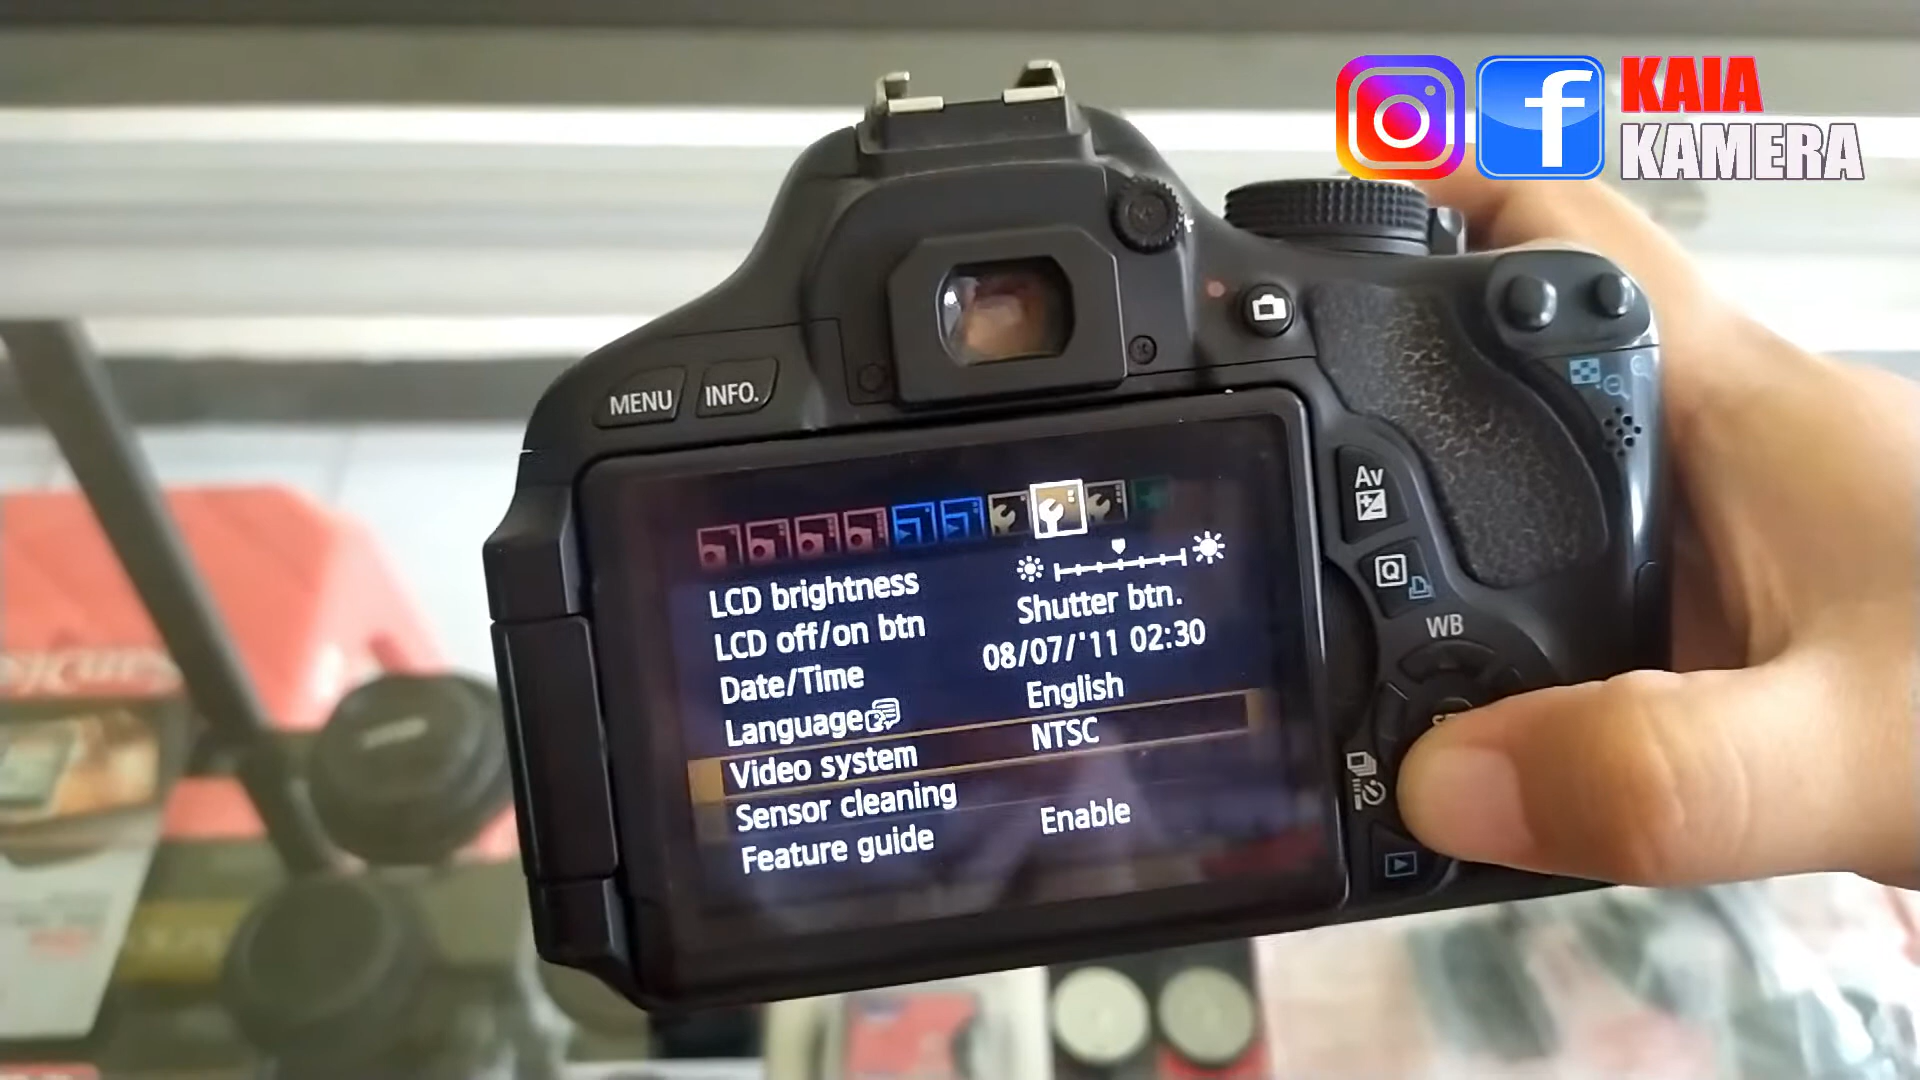 KAIA
KAMERA
MENU
INFO.
Av
Q
WB
LCD brightness
LCD off/on btn Shutter btn.
Date/Time 08/07/'11 02:30
Language English
Video system NTSC
Sensor cleaning
Feature guide Enable